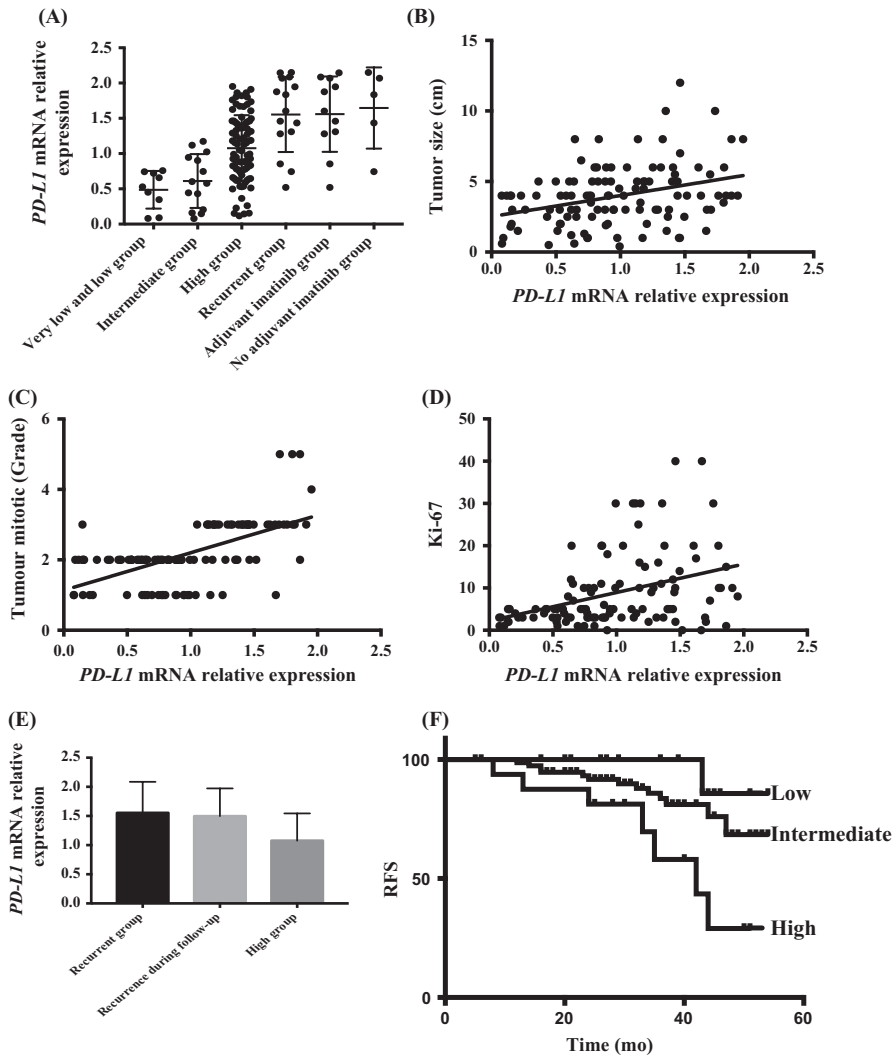 (A)
PD-L1 mRNA relative
expression
2.5
2.0
1.5
1.0
0.5
0.0
Very low and low group
Intermediate group
High group
Recurrent group
Adjuvant imatinib group
No adjuvant imatinib group
(B)
Tumor size (cm)
15
10
5
0
0.0 0.5 1.0 1.5 2.0 2.5
PD-L1 mRNA relative expression
(C)
Tumour mitotic (Grade)
6
4
2
0
0.0 0.5 1.0 1.5 2.0 2.5
PD-L1 mRNA relative expression
(D)
Ki-67
50
40
30
20
10
0
0.0 0.5 1.0 1.5 2.0 2.5
PD-L1 mRNA relative expression
(E)
PD-L1 mRNA relative
expression
2.5
2.0
1.5
1.0
0.5
0.0
Recurrent group
Recurrence during follow-up
High group
(F)
RFS
100
50
0
0 20 40 60
Time (mo)
Low
Intermediate
High